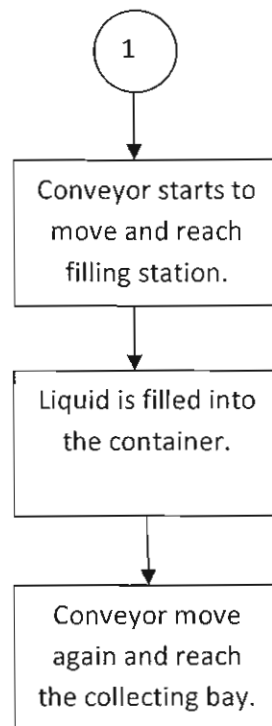 1
Conveyor starts to
move and reach
filling station.
Liquid is filled into
the container.
Conveyor move
again and reach
the collecting bay.